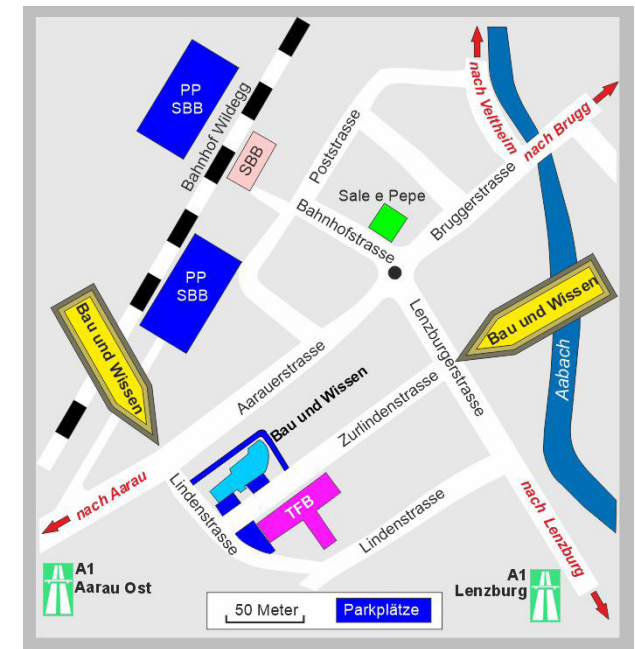 PP
SBB
Bahnhof Wildegg
SBB
Poststrasse
nach Veltheim
nach Brugg
Sale e Pepe
Bahnhofstrasse
Bruggerstrasse
PP
SBB
Bau und Wissen
Aarauerstrasse
Lenzburgerstrasse
Bau und Wissen
Aabach
Bau und Wissen
Zurlindenstrasse
nach Aarau
Lindenstrasse
TFB
Lindenstrasse
nach Lenzburg
A1
Aarau Ost
A1
Lenzburg
50 Meter
Parkplätze